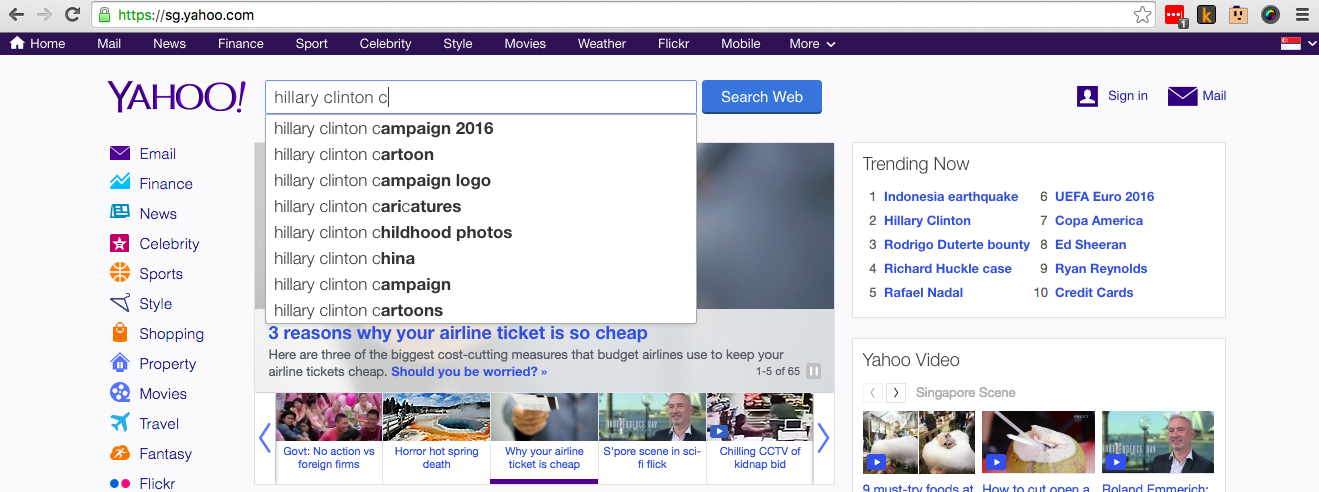 https://sg.yahoo.com
1
Home Mail News Finance Sport Celebrity Style Movies Weather Flickr Mobile More
YAHOO!
hillary clinton c
Search Web
Sign in
Mail
hillary clinton campaign 2016
hillary clinton cartoon
hillary clinton campaign logo
hillary clinton caricatures
hillary clinton childhood photos
hillary clinton china
hillary clinton campaign
hillary clinton cartoons
Email
Finance
News
Celebrity
Sports
Style
Shopping
Property
Movies
Travel
Fantasy
Flickr
3 reasons why your airline ticket is so cheap
Here are three of the biggest cost-cutting measures that budget airlines use to keep your
airline tickets cheap. Should you be worried? »
1-5 of 65
Govt: No action vs
foreign firms
Horror hot spring
death
Why your airline
ticket is cheap
S'pore scene in sci-
fi flick
Chilling CCTV of
kidnap bid
Trending Now
1 Indonesia earthquake
2 Hillary Clinton
3 Rodrigo Duterte bounty
4 Richard Huckle case
5 Rafael Nadal
6 UEFA Euro 2016
7 Copa America
8 Ed Sheeran
9 Ryan Reynolds
10 Credit Cards
Yahoo Video
Singapore Scene
9 must-try foods at
How to cut open a
Roland Emmerich: